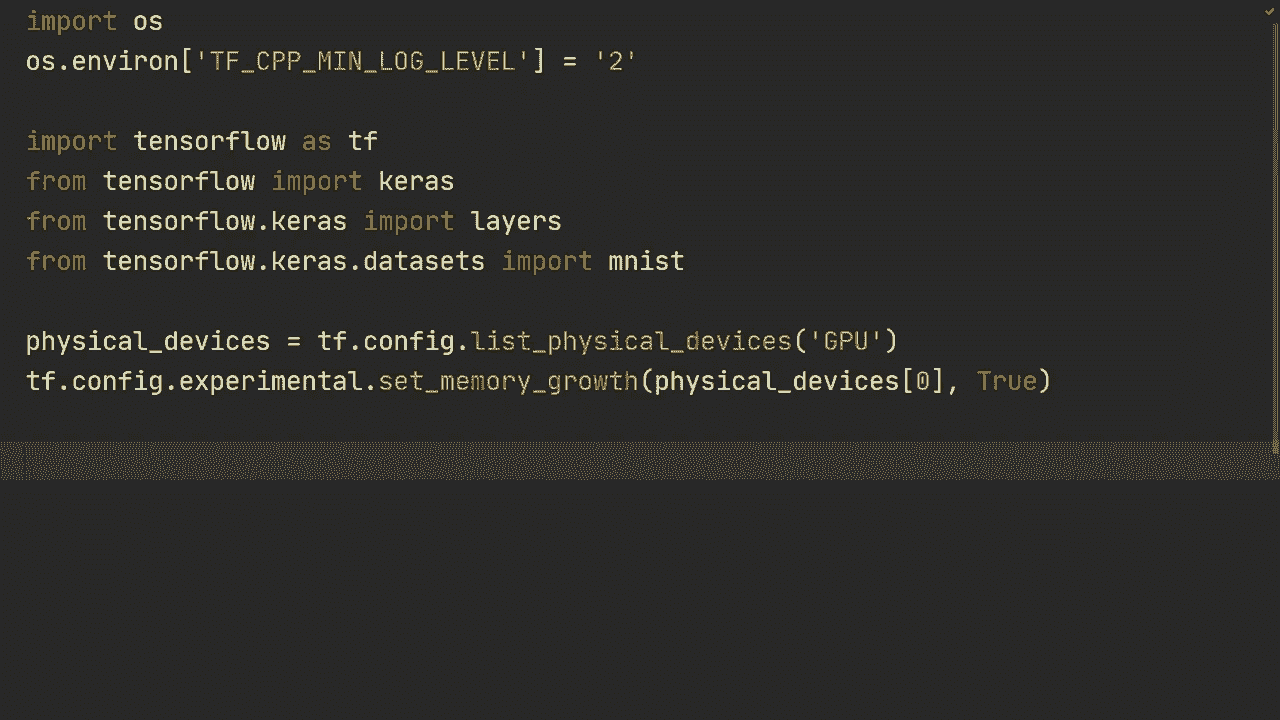 import os
os.environ['TF_CPP_MIN_LOG_LEVEL'] = '2'
import tensorflow as tf
from tensorflow import keras
from tensorflow.keras import layers
from tensorflow.keras.datasets import mnist
physical_devices = tf.config.list_physical_devices('GPU')
tf.config.experimental.set_memory_growth(physical_devices[0], True)